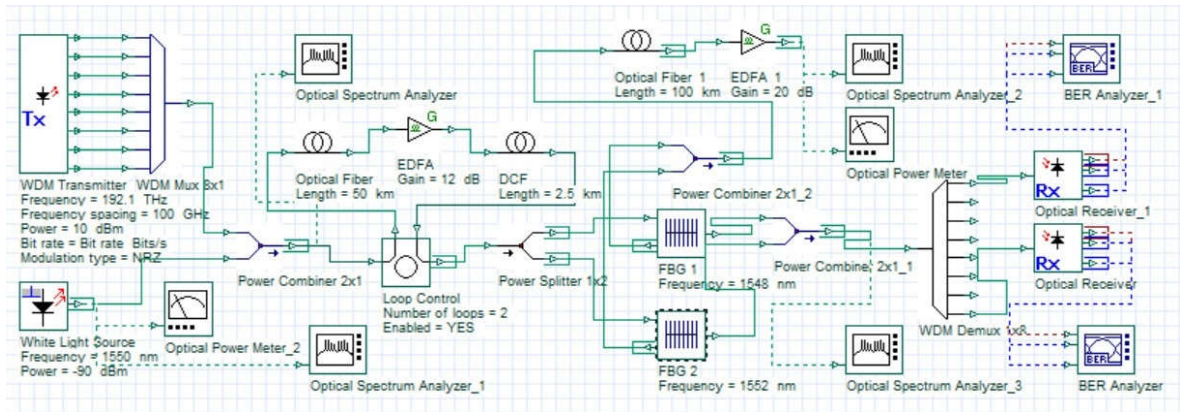 Tx
WDM Transmitter
Frequency = 192.1 THz
Frequency spacing = 100 GHz
Power = 10 dBm
Bit rate = Bit rate Bits/s
Modulation type = NRZ
WDM Mux 8x1
Optical Spectrum Analyzer
Optical Fiber
Length = 50 km
G
EDFA
Gain = 12 dB
DCF
Length = 2.5 km
Optical Fiber 1
Length = 100 km
G
EDFA 1
Gain = 20 dB
Optical Spectrum Analyzer_2
Optical Power Meter
BER
BER Analyzer_1
Power Combiner 2x1
Loop Control
Number of loops = 2
Enabled = YES
Power Splitter 1x2
Power Combiner 2x1_2
FBG 1
Frequency = 1548 nm
Power Combiner 2x1_1
Rx
Optical Receiver_1
Rx
Optical Receiver
WDM Demux 1x8
White Light Source
Frequency = 1550 nm
Power = -90 dBm
Optical Power Meter_2
Optical Spectrum Analyzer_1
FBG 2
Frequency = 1552 nm
Optical Spectrum Analyzer_3
BER
BER Analyzer